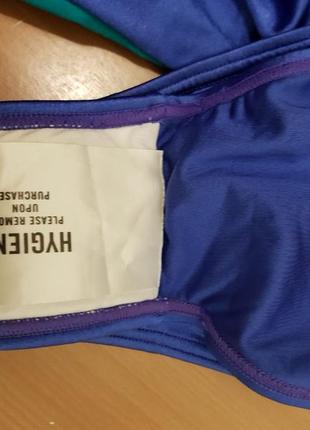 HYGIEN
PLEASE REMO
UPON
PURCHASE